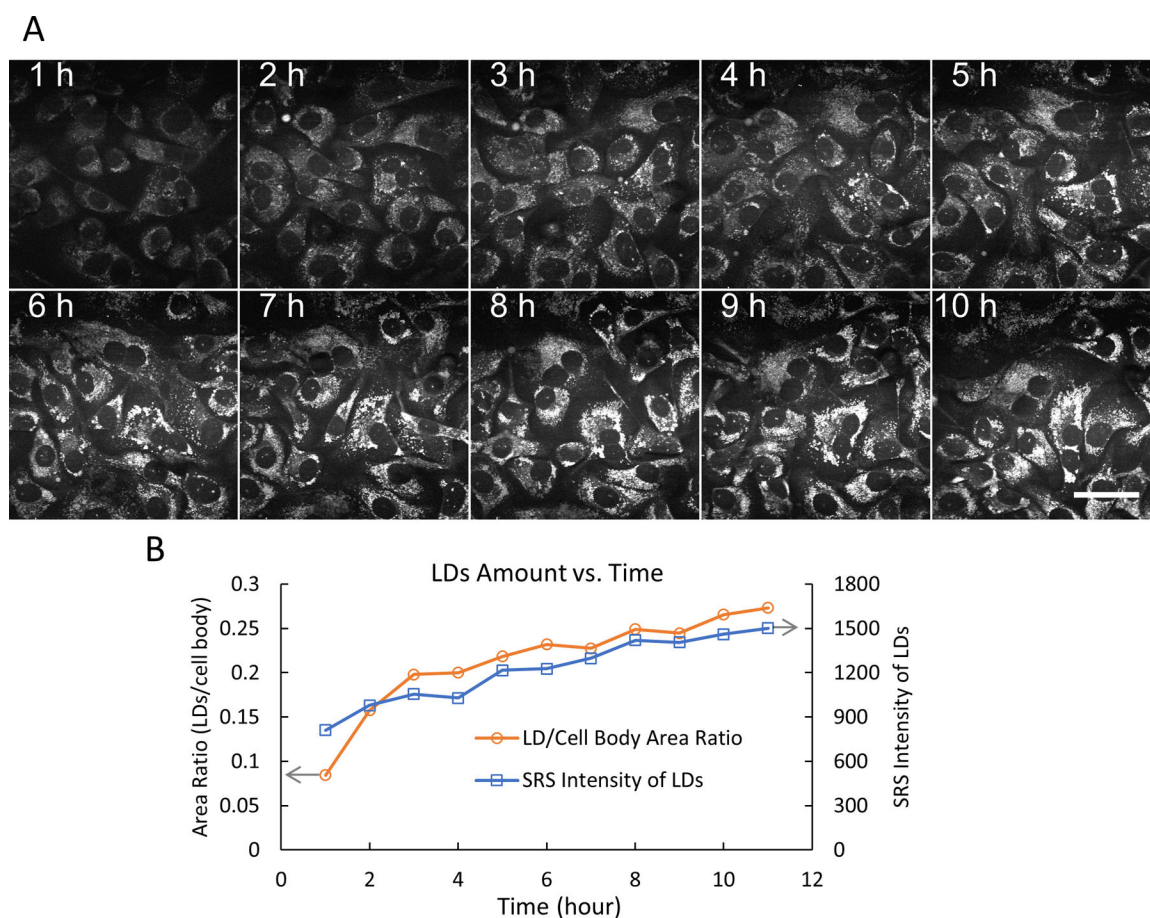 A
1 h
2 h
3 h
4 h
5 h
6 h
7 h
8 h
9 h
10 h
B
LDs Amount vs. Time
Area Ratio (LDs/cell body)
0.3
0.25
0.2
0.15
0.1
0.05
0
1800
1500
1200
900
600
300
0
SRS Intensity of LDs
LD/Cell Body Area Ratio
SRS Intensity of LDs
0 2 4 6 8 10 12
Time (hour)